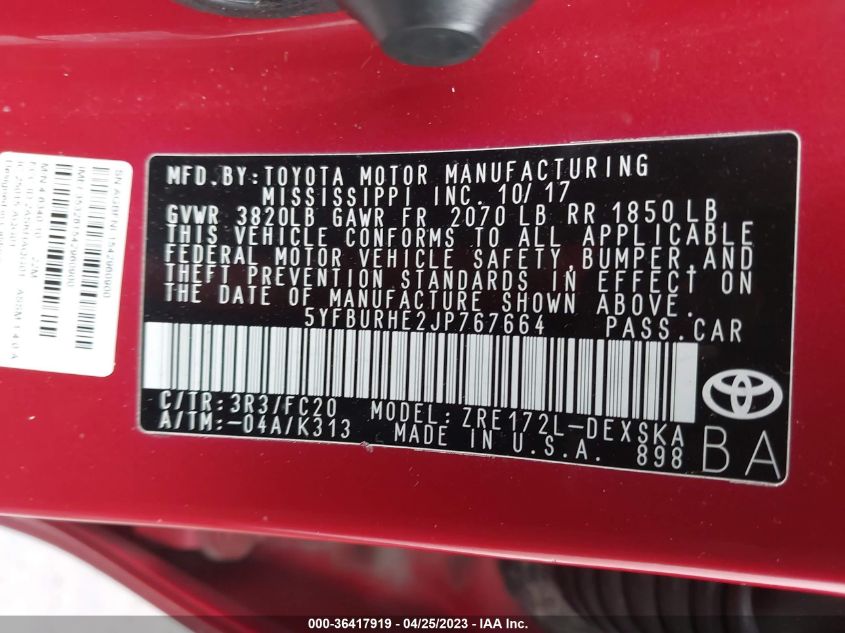 MFD.BY:TOYOTA MOTOR MANUFACTURING
MISSISSIPPI INC. 10/17
GVWR 3820LB GAWR FR 2070 LB RR 1850 LB
THIS VEHICLE CONFORMS TO ALL APPLICABLE
FEDERAL MOTOR VEHICLE SAFETY,BUMPER,AND
THEFT PREVENTION STANDARDS IN EFFECT ON
THE DATE OF MANUFACTURE SHOWN ABOVE.
5YFBURHE2JP767664 PASS.CAR
C/TR:3R3/FC20 MODEL:ZRE172L-DEXSKA
A/TM:-04A/K313 MADE IN U.S.A. 898
BA
000-36417919 - 04/25/2023 - Copyright © 2023 IAA, Inc.